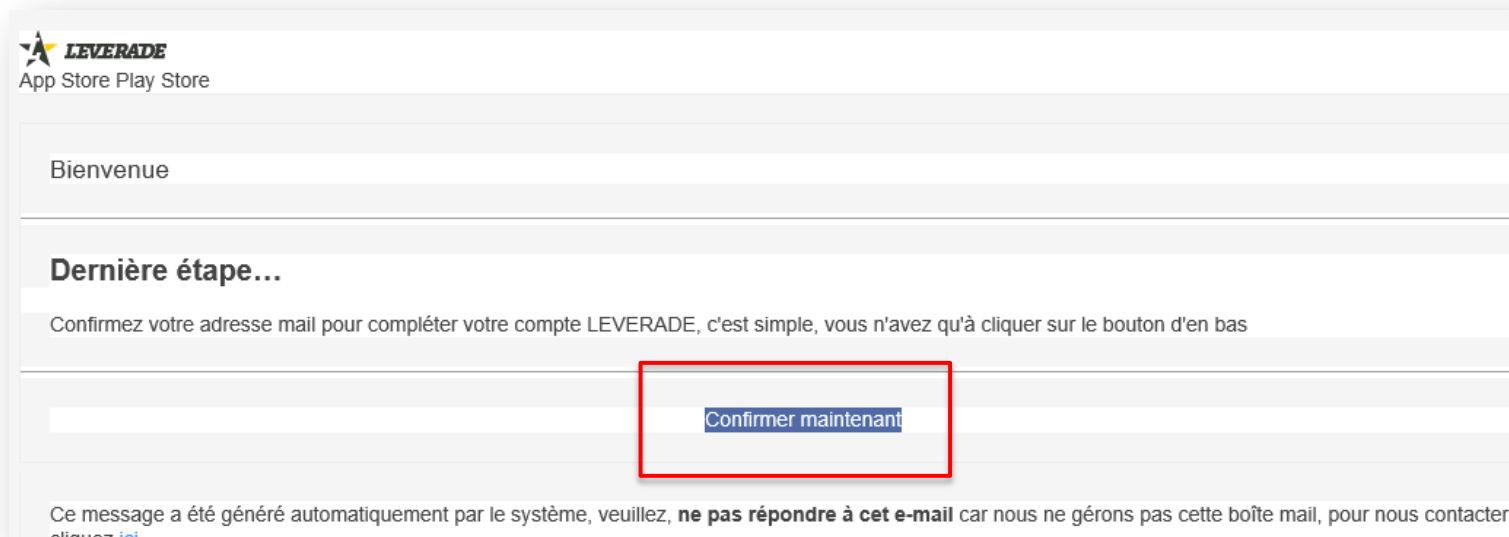 LEVERADE
App Store Play Store
Bienvenue
Dernière étape...
Confirmez votre adresse mail pour compléter votre compte LEVERADE, c'est simple, vous n'avez qu'à cliquer sur le bouton d'en bas
Confirmer maintenant
Ce message a été généré automatiquement par le système, veuillez, ne pas répondre à cet e-mail car nous ne gérons pas cette boîte mail, pour nous contacter
cliquez ici